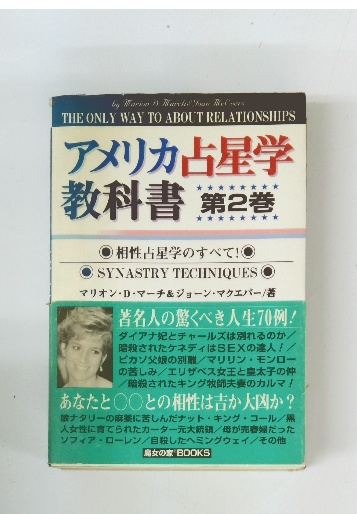 by Marion D. March & Joan McEvers
THE ONLY WAY TO ABOUT RELATIONSHIPS
アメリカ占星学
教科書 第2巻
◉相性占星学のすべて!◉
◉ SYNASTRY TECHNIQUES ◉
マリオン・D・マーチ&ジョーン・マクエバー/著
著名人の驚くべき人生70例!
ダイアナ妃とチャールズは別れるのか/
暗殺されたケネディはSEXの達人!/
ピカソ父娘の別離/マリリン・モンロー
の苦しみ/エリザベス女王と皇太子の仲
/暗殺されたキング牧師夫妻のカルマ!
あなたと〇〇との相性は吉か大凶か?
娘ナタリーの麻薬に苦しんだナット・キング・コール/黒
人女性に育てられたカーター元大統領/母が売春婦だった
ソフィア・ローレン/自殺したヘミングウェイ/その他
魔女の家BOOKS